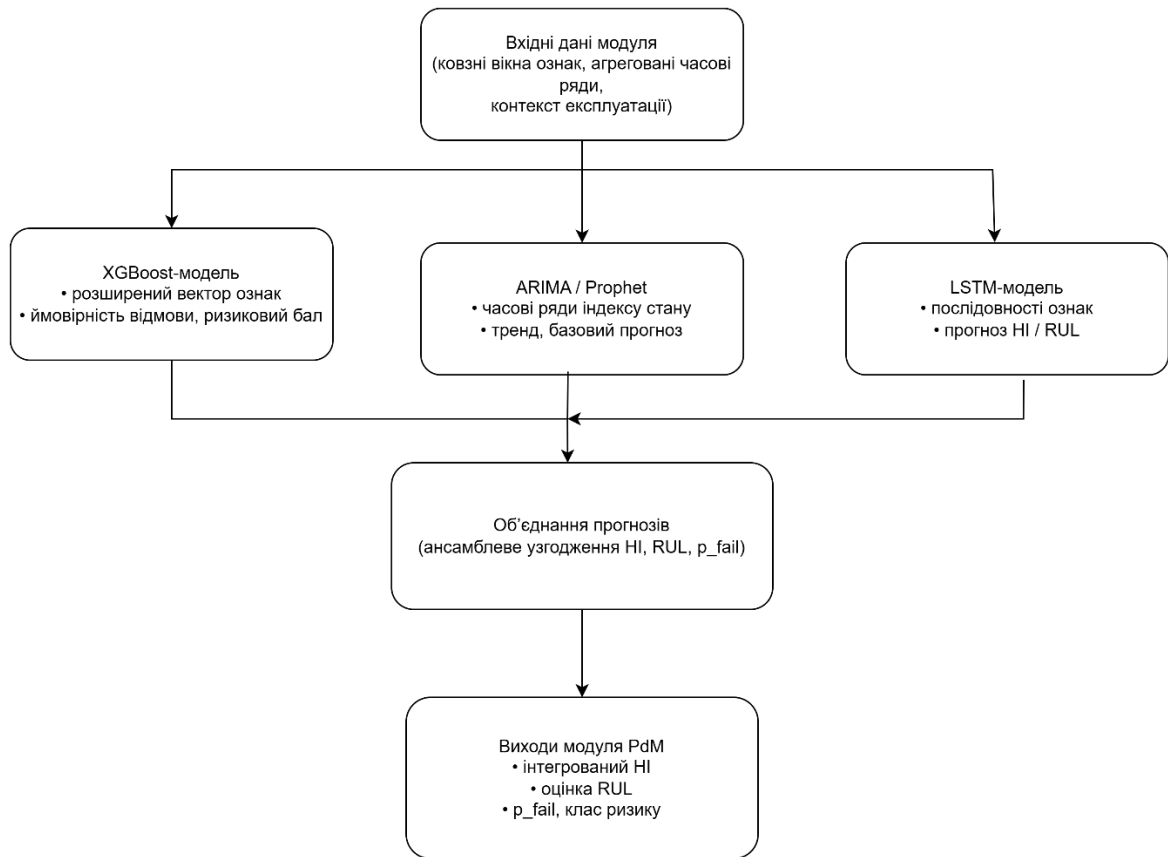 Вхідні дані модуля
(ковзні вікна ознак, агреговані часові
ряди,
контекст експлуатації)
XGBoost-модель
• розширений вектор ознак
• ймовірність відмови, ризиковий бал
ARIMA / Prophet
• часові ряди індексу стану
• тренд, базовий прогноз
LSTM-модель
• послідовності ознак
• прогноз HI / RUL
Об’єднання прогнозів
(ансамблеве узгодження HI, RUL, p_fail)
Виходи модуля PdM
• інтегрований HI
• оцінка RUL
• p_fail, клас ризику